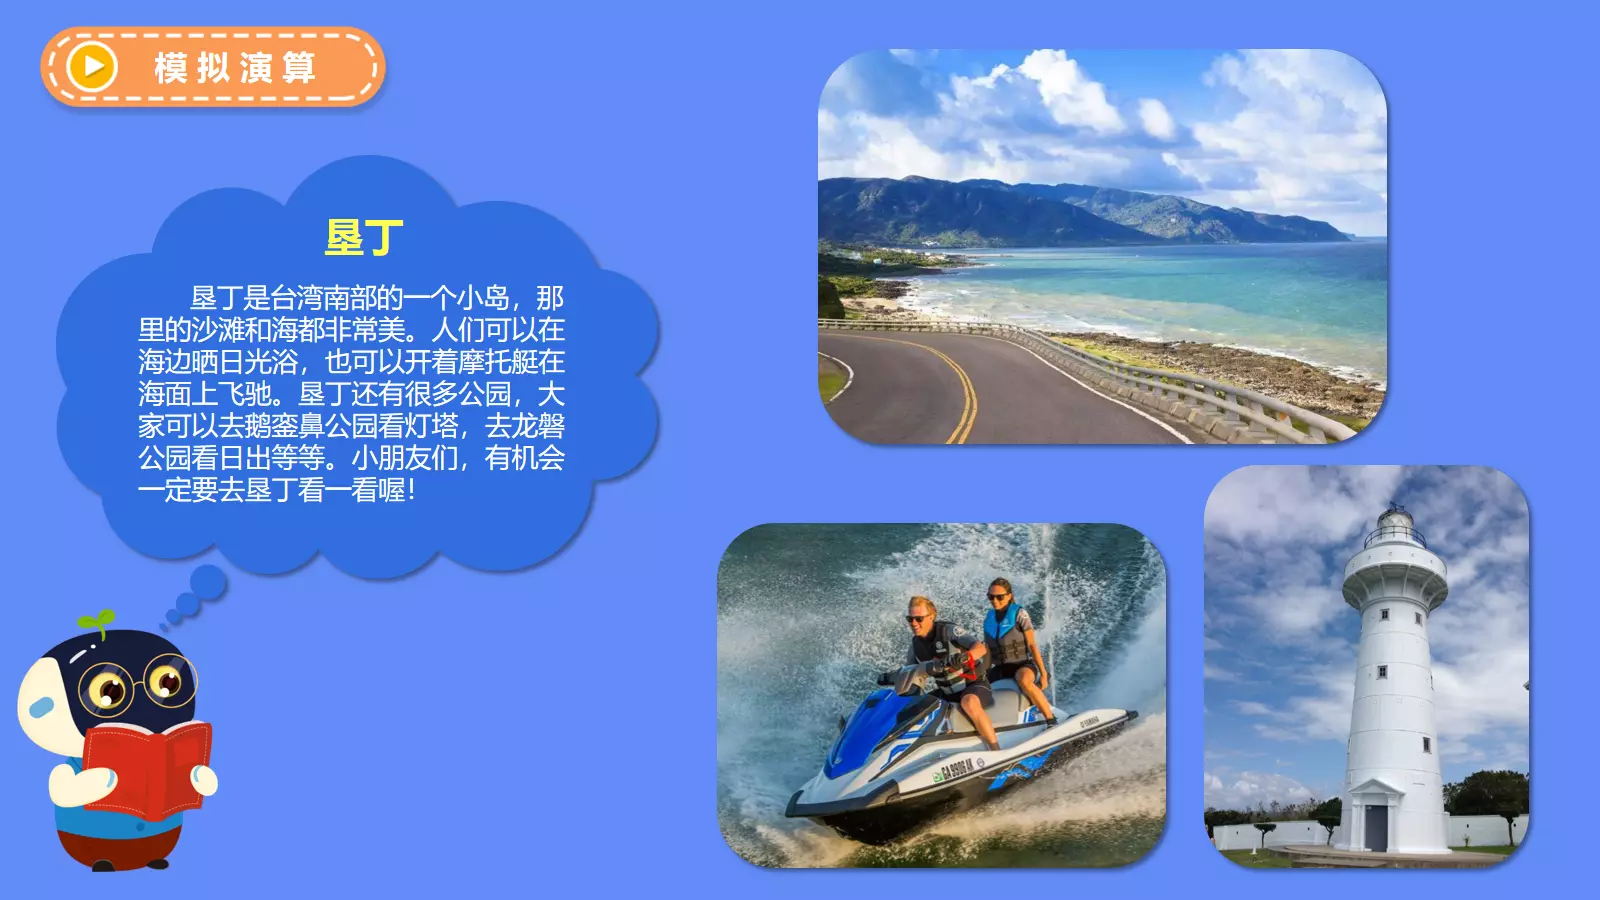 模拟演算
垦丁
垦丁是台湾南部的一个小岛，那
里的沙滩和海都非常美。人们可以在
海边晒日光浴，也可以开着摩托艇在
海面上飞驰。垦丁还有很多公园，大
家可以去鹅銮鼻公园看灯塔，去龙磐
公园看日出等等。小朋友们，有机会
一定要去垦丁看一看喔！
GA 9906 AK
YAMAHA